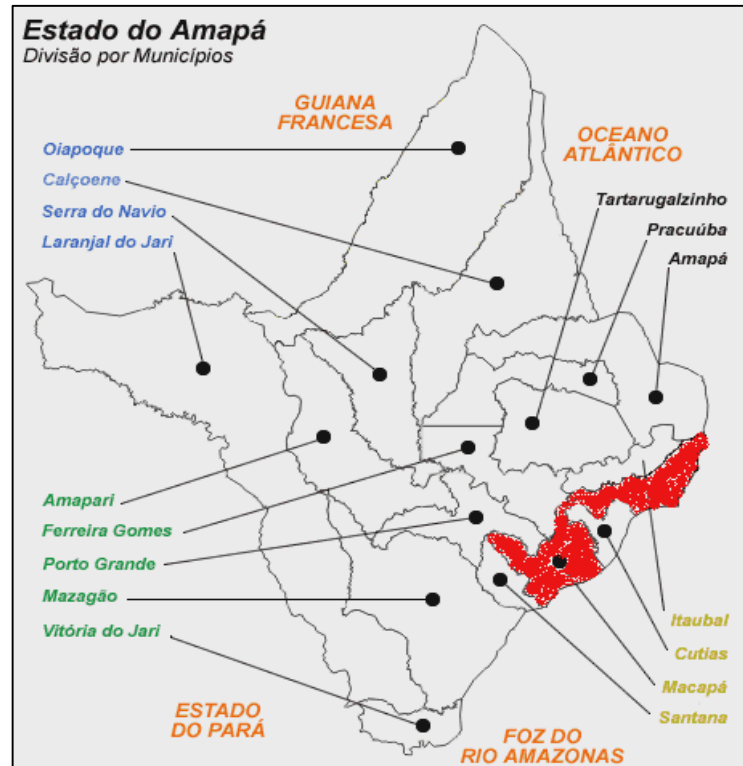 Estado do Amapá
Divisão por Municípios
GUIANA
FRANCESA
OCEANO
ATLÂNTICO
Oiapoque
Calçoene
Serra do Navio
Laranjal do Jari
Tartarugalzinho
Pracuúba
Amapá
Amapari
Ferreira Gomes
Porto Grande
Mazagão
Vitória do Jari
Itaubal
Cutias
Macapá
Santana
ESTADO
DO PARÁ
FOZ DO
RIO AMAZONAS